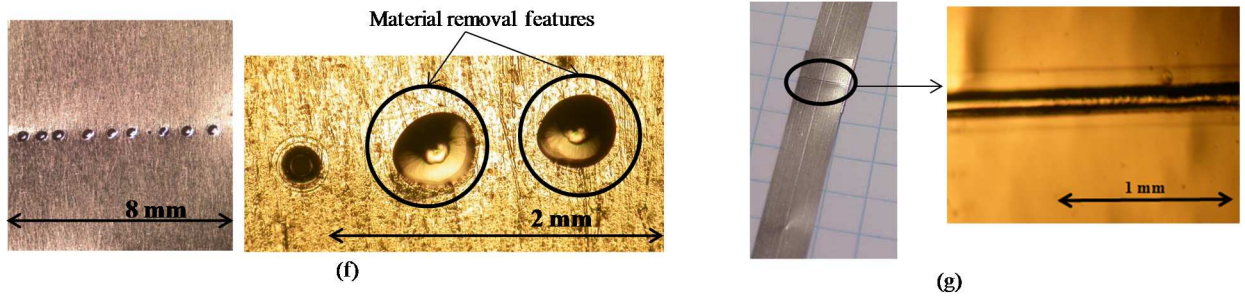 Material removal features
8 mm
2 mm
(f)
1 mm
(g)